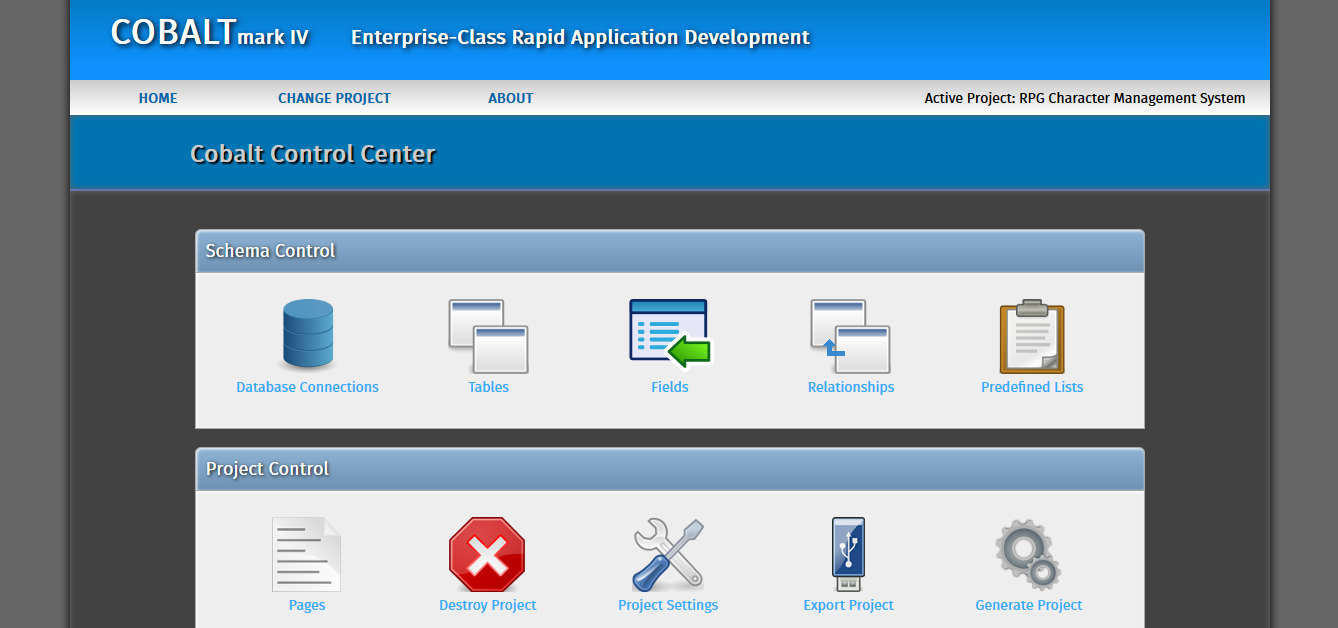 COBALT mark IV Enterprise-Class Rapid Application Development
HOME CHANGE PROJECT ABOUT Active Project: RPG Character Management System
Cobalt Control Center
Schema Control
Database Connections Tables Fields Relationships Predefined Lists
Project Control
Pages Destroy Project Project Settings Export Project Generate Project